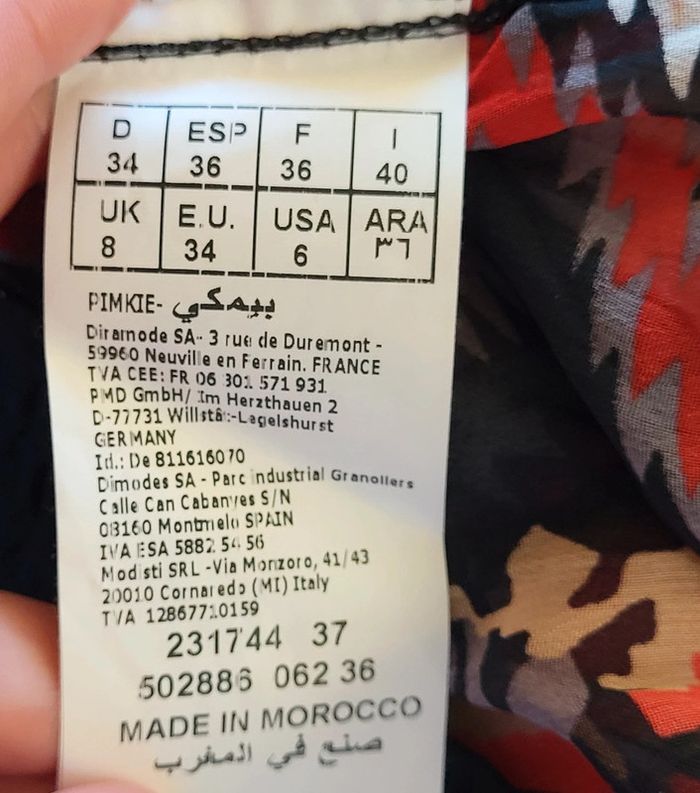 D ESP F I
34 36 36 40
UK E.U. USA ARA
8 34 6 ٣٦
PIMKIE- بيمكي
Diramode SA- 3 rue de Duremont -
59960 Neuville en Ferrain. FRANCE
TVA CEE: FR 06 301 571 931
PMD GmbH/ Im Herzthauen 2
D-77731 Willstâ:-Legelshurst
GERMANY
Id.: De 811616070
Dimodes SA - Parc industrial Granollers
Calle Can Cabanyes S/N
08160 Montmelo SPAIN
IVA ESA 5882 54 56
Modisti SRL -Via Monzoro, 41/43
20010 Cornaredo (MI) Italy
TVA 12867710159
231744 37
502886 062 36
MADE IN MOROCCO
صنع في المغرب